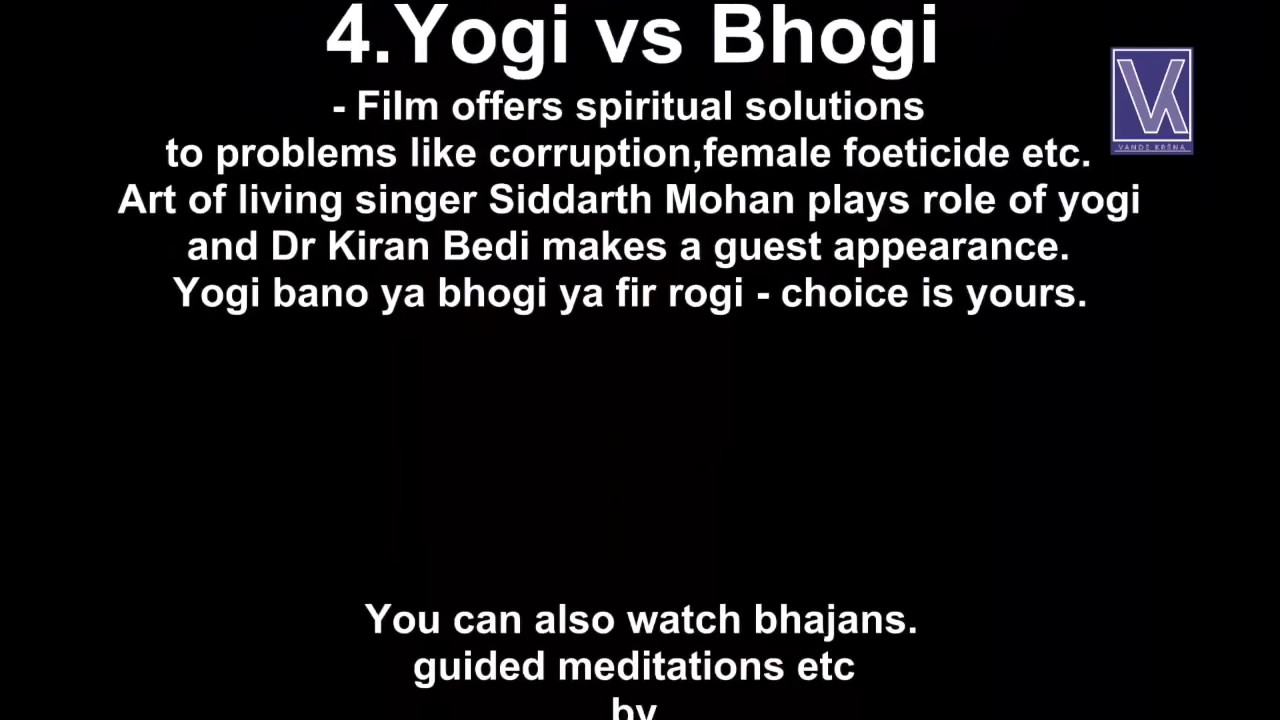 4.Yogi vs Bhogi
- Film offers spiritual solutions
to problems like corruption,female foeticide etc.
Art of living singer Siddarth Mohan plays role of yogi
and Dr Kiran Bedi makes a guest appearance.
Yogi bano ya bhogi ya fir rogi - choice is yours.
VK
VANDE KRSNA
You can also watch bhajans.
guided meditations etc
by